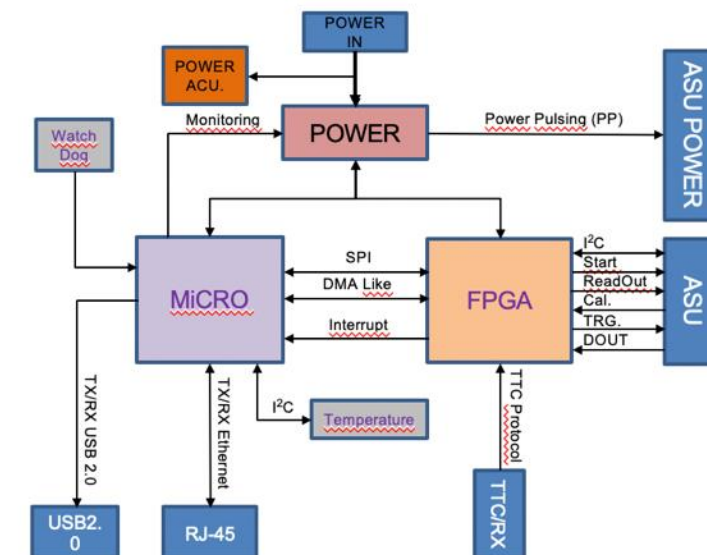 POWER
IN
POWER
ACU.
Monitoring
POWER
Power Pulsing (PP)
ASU POWER
Watch
Dog
MiCRO
SPI
DMA Like
Interrupt
FPGA
I²C
Start
ReadOut
Cal.
TRG.
DOUT
ASU
TX/RX USB 2.0
TX/RX Ethernet
I²C
Temperature
TTC Protocol
USB2.
0
RJ-45
TTC/RX